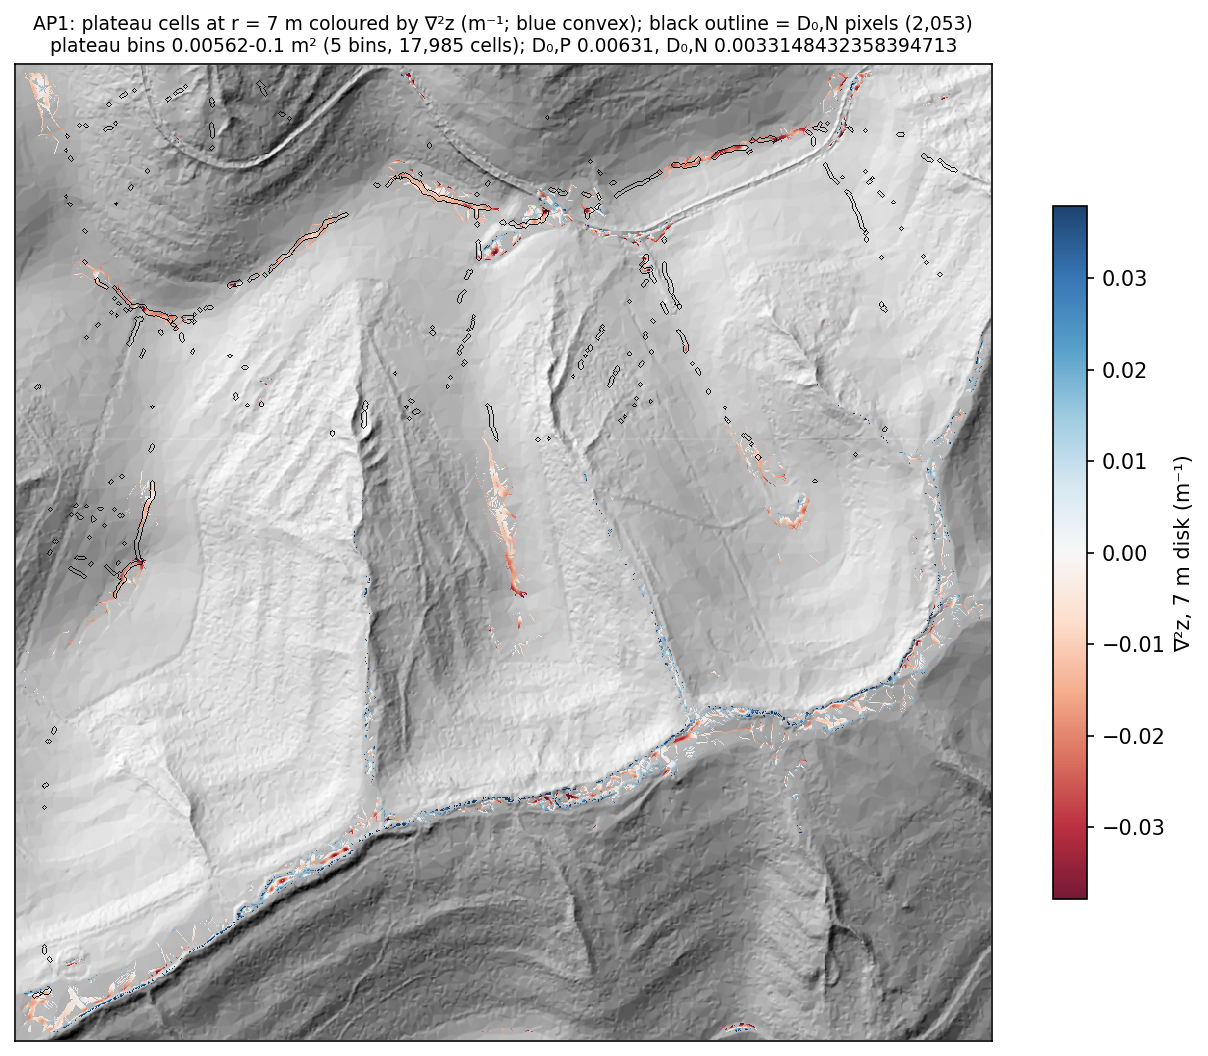 AP1: plateau cells at r = 7 m coloured by ∇²z (m⁻¹; blue convex); black outline = D₀,N pixels (2,053)
plateau bins 0.00562-0.1 m² (5 bins, 17,985 cells); D₀,P 0.00631, D₀,N 0.0033148432358394713
0.03
0.02
0.01
0.00
−0.01
−0.02
−0.03
∇²z, 7 m disk (m⁻¹)